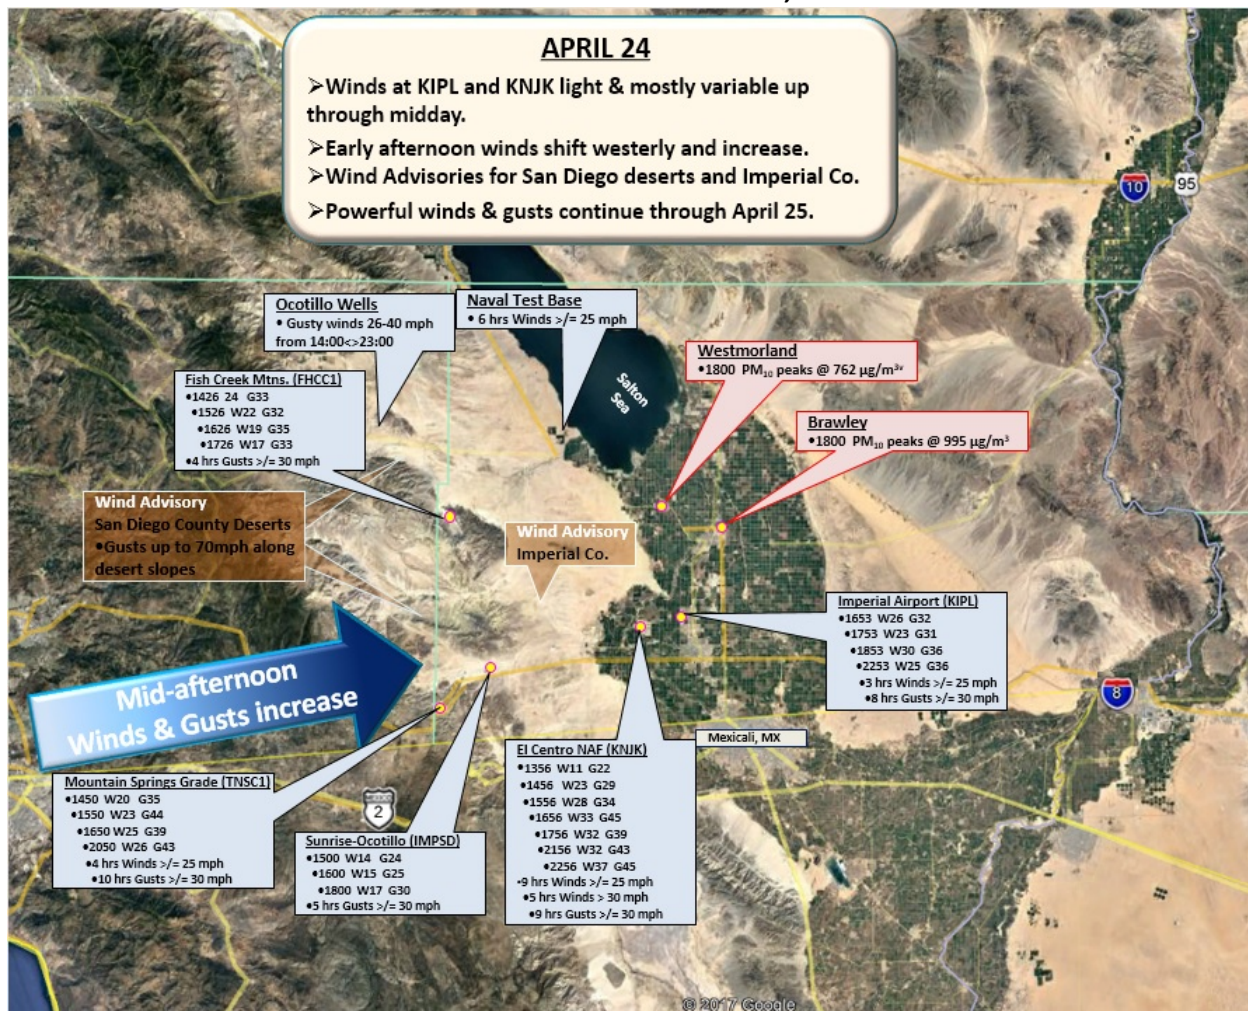 APRIL 24
➢Winds at KIPL and KNJK light & mostly variable up
through midday.
➢Early afternoon winds shift westerly and increase.
➢Wind Advisories for San Diego deserts and Imperial Co.
➢Powerful winds & gusts continue through April 25.
10
95
Ocotillo Wells
• Gusty winds 26-40 mph
from 14:00<>23:00
Naval Test Base
• 6 hrs Winds >/= 25 mph
Salton
Sea
Westmorland
•1800 PM₁₀ peaks @ 762 µg/m³ᵛ
Fish Creek Mtns. (FHCC1)
•1426 24 G33
•1526 W22 G32
•1626 W19 G35
•1726 W17 G33
•4 hrs Gusts >/= 30 mph
Brawley
•1800 PM₁₀ peaks @ 995 µg/m³
Wind Advisory
San Diego County Deserts
•Gusts up to 70mph along
desert slopes
Wind Advisory
Imperial Co.
Imperial Airport (KIPL)
•1653 W26 G32
•1753 W23 G31
•1853 W30 G36
•2253 W25 G36
•3 hrs Winds >/= 25 mph
•8 hrs Gusts >/= 30 mph
Mid-afternoon
Winds & Gusts increase
8
Mexicali, MX
El Centro NAF (KNJK)
•1356 W11 G22
•1456 W23 G29
•1556 W28 G34
•1656 W33 G45
•1756 W32 G39
•2156 W32 G43
•2256 W37 G45
•9 hrs Winds >/= 25 mph
•5 hrs Winds > 30 mph
•9 hrs Gusts >/= 30 mph
Mountain Springs Grade (TNSC1)
•1450 W20 G35
•1550 W23 G44
•1650 W25 G39
•2050 W26 G43
•4 hrs Winds >/= 25 mph
•10 hrs Gusts >/= 30 mph
2
Sunrise-Ocotillo (IMPSD)
•1500 W14 G24
•1600 W15 G25
•1800 W17 G30
•5 hrs Gusts >/= 30 mph
© 2017 Google